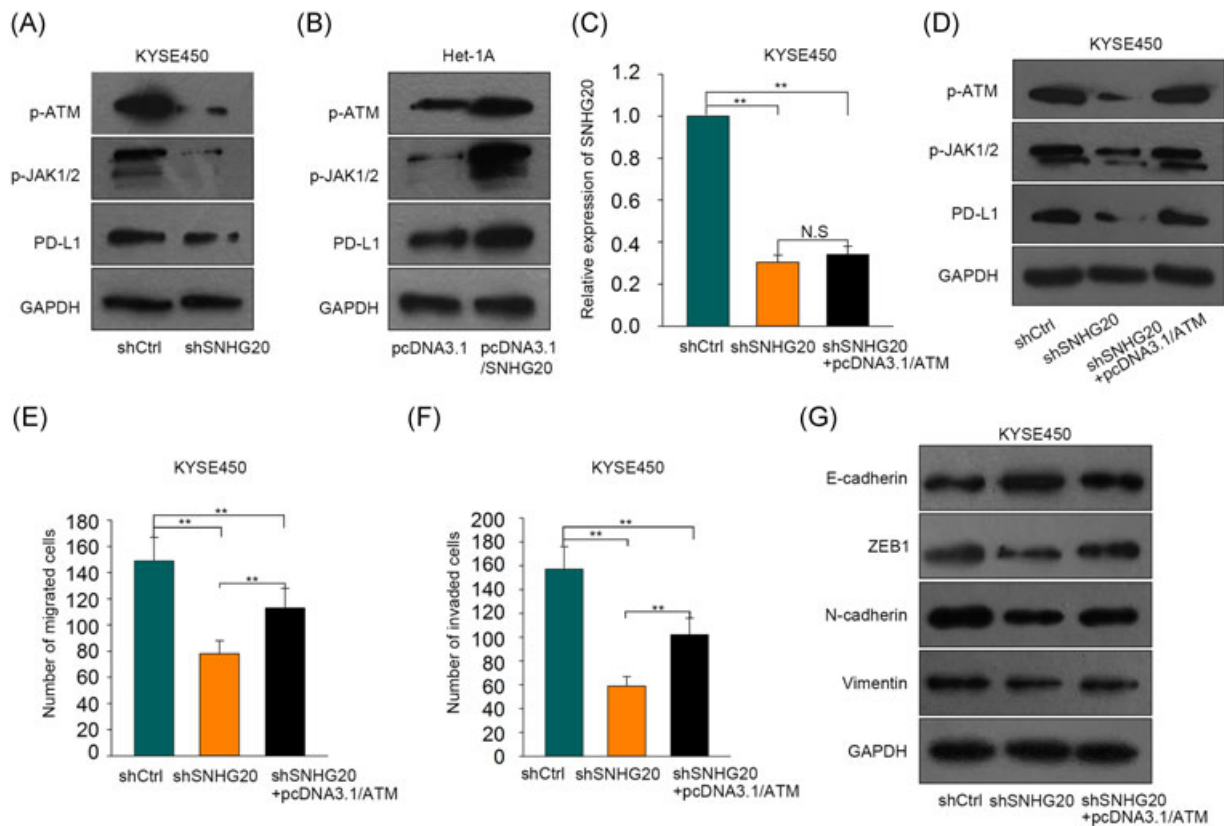 (A)
KYSE450
p-ATM
p-JAK1/2
PD-L1
GAPDH
shCtrl shSNHG20
(B)
Het-1A
p-ATM
p-JAK1/2
PD-L1
GAPDH
pcDNA3.1 pcDNA3.1
/SNHG20
(C)
KYSE450
Relative expression of SNHG20
1.2
1.0
0.8
0.6
0.4
0.2
0.0
**
**
N.S
shCtrl shSNHG20 shSNHG20
+pcDNA3.1/ATM
(D)
KYSE450
p-ATM
p-JAK1/2
PD-L1
GAPDH
shCtrl
shSNHG20
shSNHG20
+pcDNA3.1/ATM
(E)
KYSE450
Number of migrated cells
180
160
140
120
100
80
60
40
20
0
**
**
**
shCtrl shSNHG20 shSNHG20
+pcDNA3.1/ATM
(F)
KYSE450
Number of invaded cells
200
180
160
140
120
100
80
60
40
20
0
**
**
**
shCtrl shSNHG20 shSNHG20
+pcDNA3.1/ATM
(G)
KYSE450
E-cadherin
ZEB1
N-cadherin
Vimentin
GAPDH
shCtrl shSNHG20 shSNHG20
+pcDNA3.1/ATM